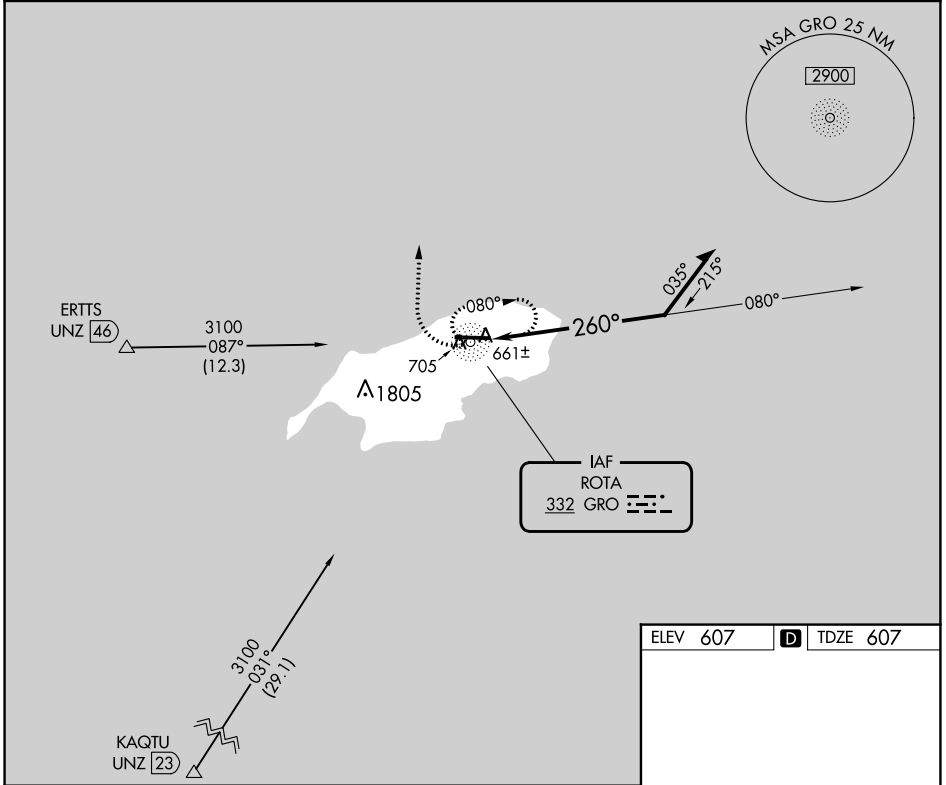 MSA GRO 25 NM
2900
035°
215°
080°
080°
260°
ERTTS
UNZ 46
3100
087°
(12.3)
705
661±
1805
IAF
ROTA
332 GRO
3100
031°
(29.1)
KAQTU
UNZ 23
ELEV 607 D TDZE 607